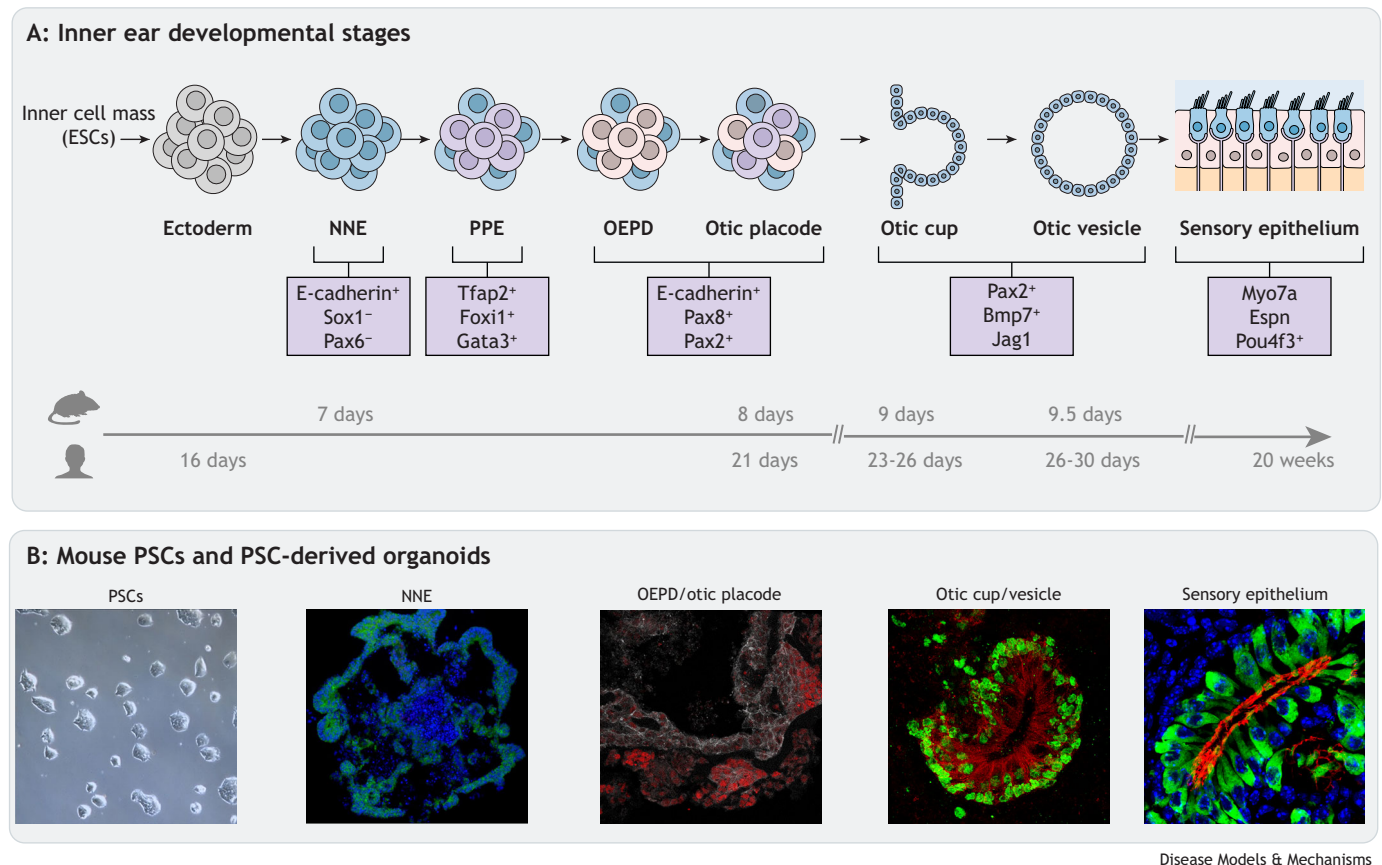 A: Inner ear developmental stages
Inner cell mass
(ESCs)
Ectoderm
NNE
PPE
OEPD
Otic placode
Otic cup
Otic vesicle
Sensory epithelium
E-cadherin⁺
Sox1⁻
Pax6⁻
Tfap2⁺
Foxi1⁺
Gata3⁺
E-cadherin⁺
Pax8⁺
Pax2⁺
Pax2⁺
Bmp7⁺
Jag1
Myo7a
Espn
Pou4f3⁺
7 days
8 days
9 days
9.5 days
16 days
21 days
23-26 days
26-30 days
20 weeks
B: Mouse PSCs and PSC-derived organoids
PSCs
NNE
OEPD/otic placode
Otic cup/vesicle
Sensory epithelium
Disease Models & Mechanisms